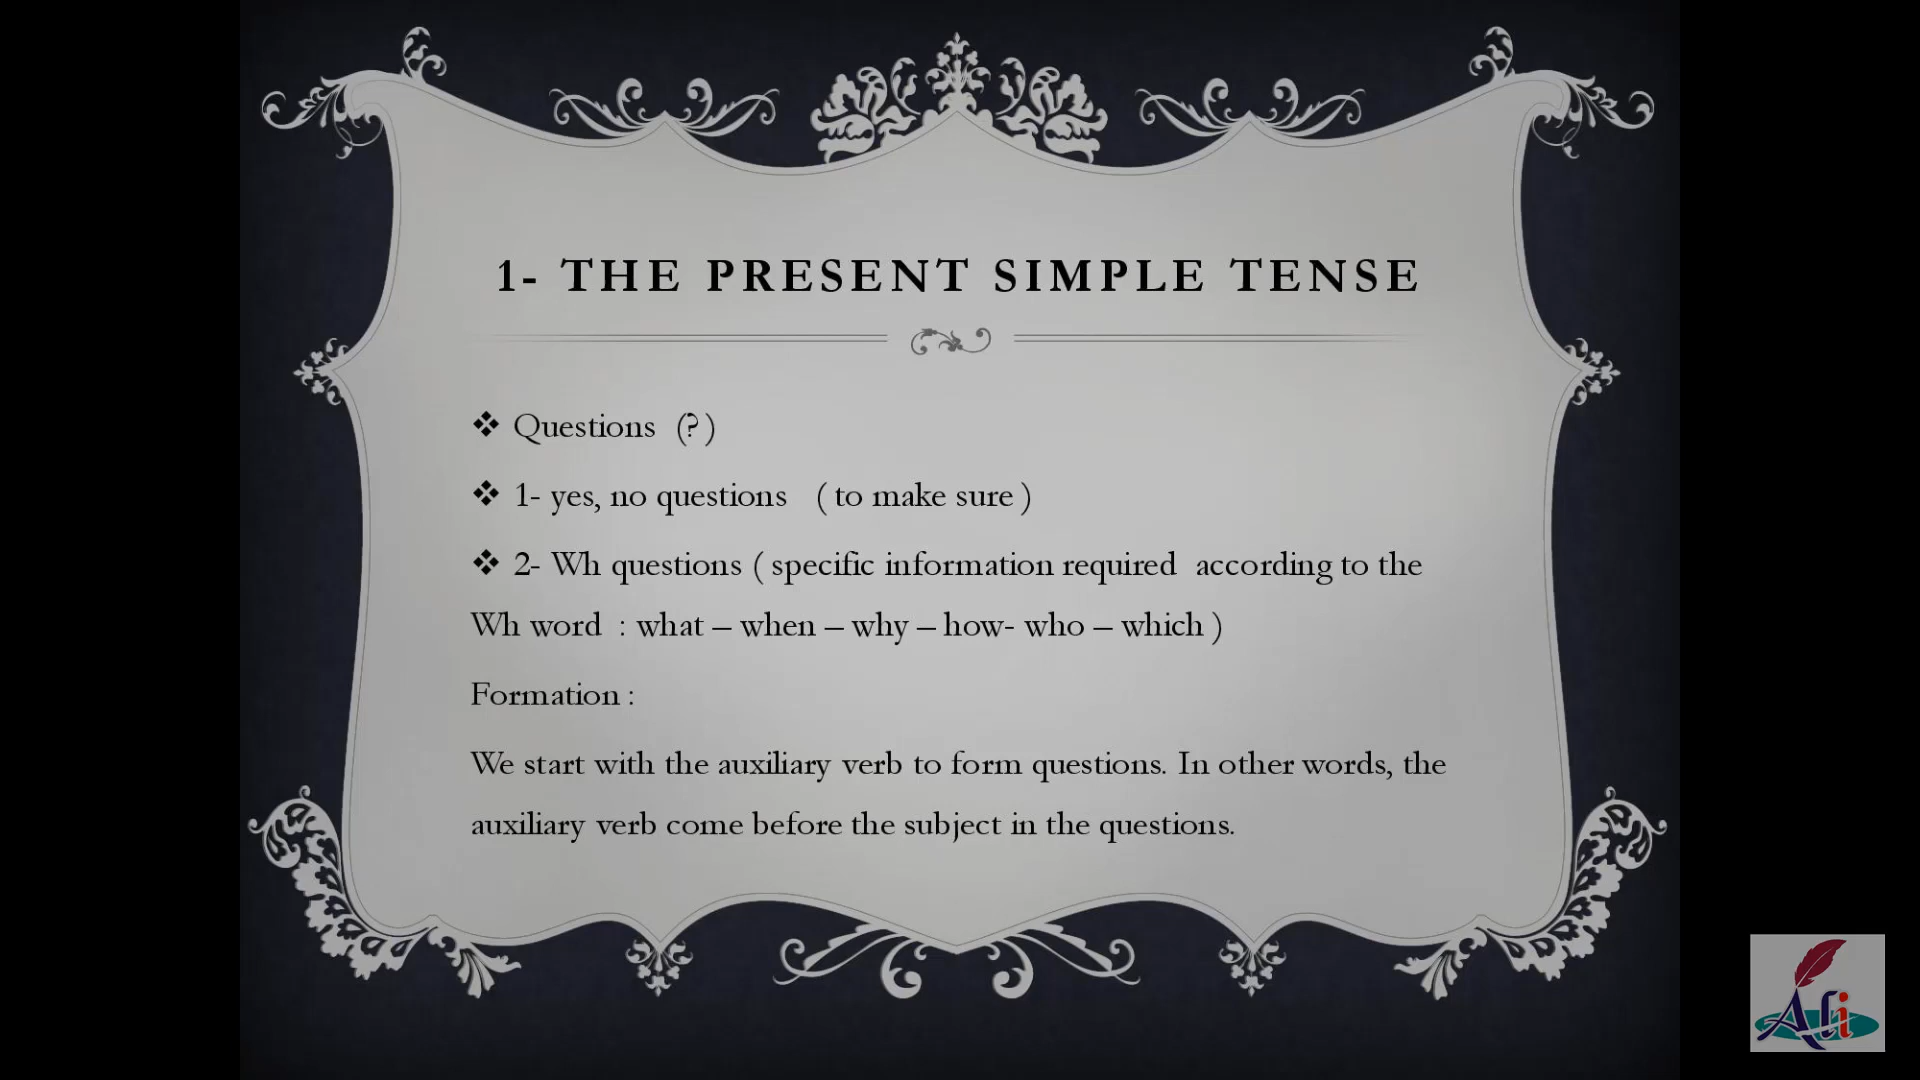 1- THE PRESENT SIMPLE TENSE
❖ Questions (?)
❖ 1- yes, no questions ( to make sure )
❖ 2- Wh questions ( specific information required according to the
Wh word : what – when – why – how- who – which )
Formation :
We start with the auxiliary verb to form questions. In other words, the
auxiliary verb come before the subject in the questions.
Ali